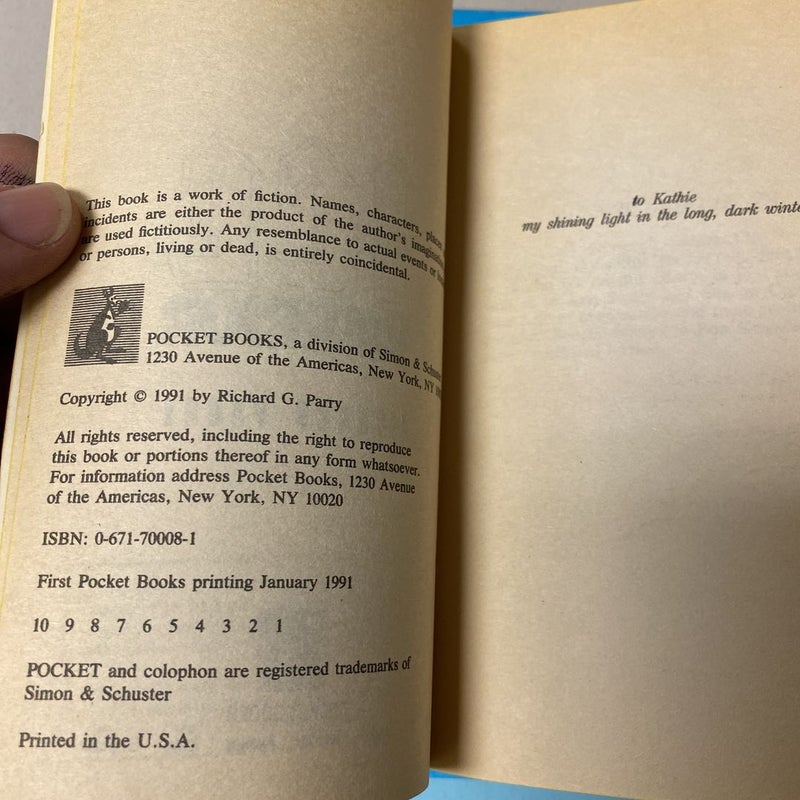 This book is a work of fiction. Names, characters, places
incidents are either the product of the author's imagination
are used fictitiously. Any resemblance to actual events or
or persons, living or dead, is entirely coincidental.
POCKET BOOKS, a division of Simon & Schuster
1230 Avenue of the Americas, New York, NY
Copyright © 1991 by Richard G. Parry
All rights reserved, including the right to reproduce
this book or portions thereof in any form whatsoever.
For information address Pocket Books, 1230 Avenue
of the Americas, New York, NY 10020
ISBN: 0-671-70008-1
First Pocket Books printing January 1991
10 9 8 7 6 5 4 3 2 1
POCKET and colophon are registered trademarks of
Simon & Schuster
Printed in the U.S.A.
to Kathie
my shining light in the long, dark winte